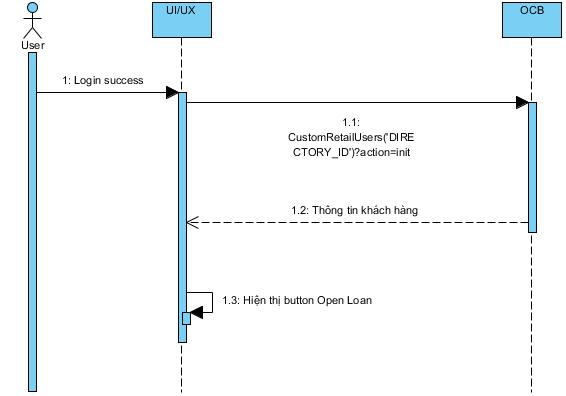 UI/UX
OCB
User
1: Login success
1.1:
CustomRetailUsers('DIRE
CTORY_ID')?action=init
1.2: Thông tin khách hàng
1.3: Hiện thị button Open Loan